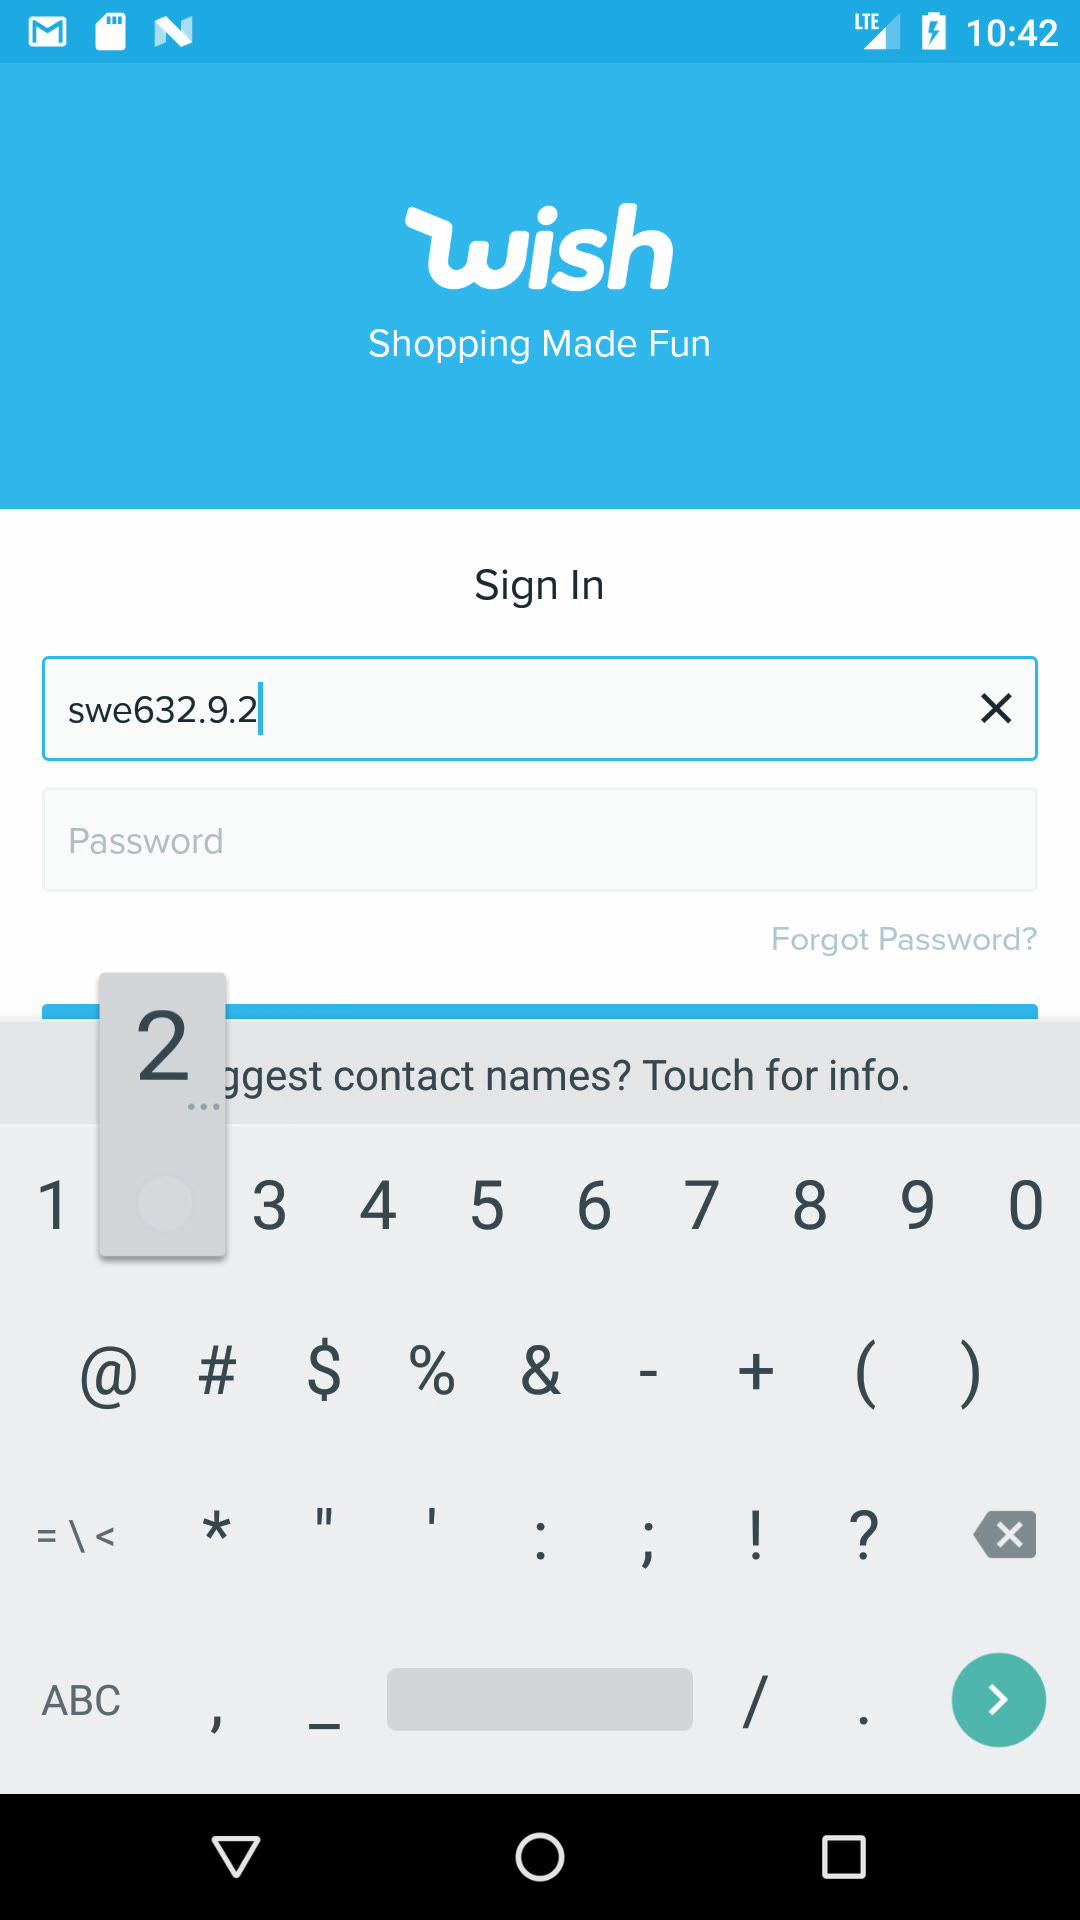 LTE 10:42
wish
Shopping Made Fun
Sign In
swe632.9.2
Password
Forgot Password?
2
ggest contact names? Touch for info.
1 3 4 5 6 7 8 9 0
@ # $ % & - + ( )
= \ < * " ' : ; ! ?
ABC , _ / .